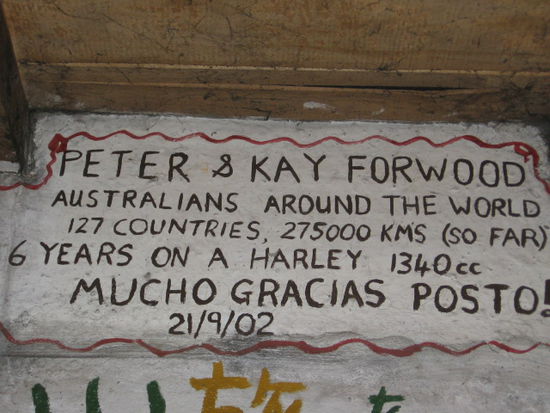 PETER & KAY FORWOOD
AUSTRALIANS AROUND THE WORLD
127 COUNTRIES, 275000 KMS (SO FAR)
6 YEARS ON A HARLEY 1340cc
MUCHO GRACIAS POSTO!
21/9/02